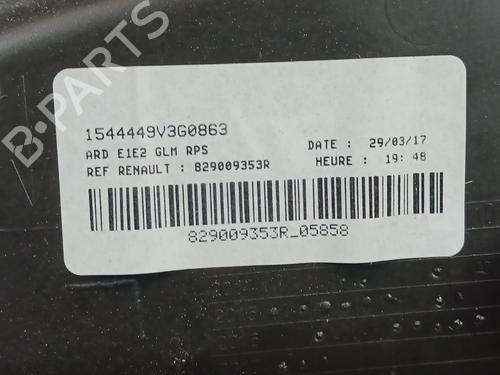 B-PARTS
1544449V3G0863
ARD E1E2 GLM RPS
DATE : 29/03/17
REF RENAULT : 829009353R
HEURE : 19:48
829009353R_05858